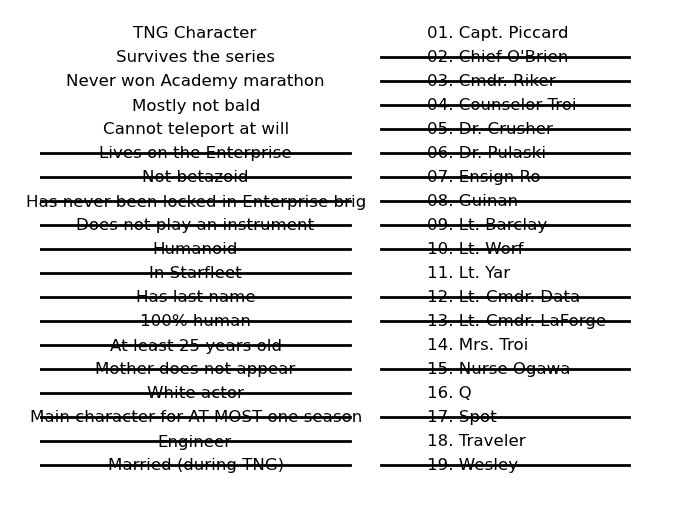 TNG Character
Survives the series
Never won Academy marathon
Mostly not bald
Cannot teleport at will
Lives on the Enterprise
Not betazoid
Has never been locked in Enterprise brig
Does not play an instrument
Humanoid
In Starfleet
Has last name
100% human
At least 25 years old
Mother does not appear
White actor
Main character for AT MOST one season
Engineer
Married (during TNG)
01. Capt. Piccard
02. Chief O'Brien
03. Cmdr. Riker
04. Counselor Troi
05. Dr. Crusher
06. Dr. Pulaski
07. Ensign Ro
08. Guinan
09. Lt. Barclay
10. Lt. Worf
11. Lt. Yar
12. Lt. Cmdr. Data
13. Lt. Cmdr. LaForge
14. Mrs. Troi
15. Nurse Ogawa
16. Q
17. Spot
18. Traveler
19. Wesley